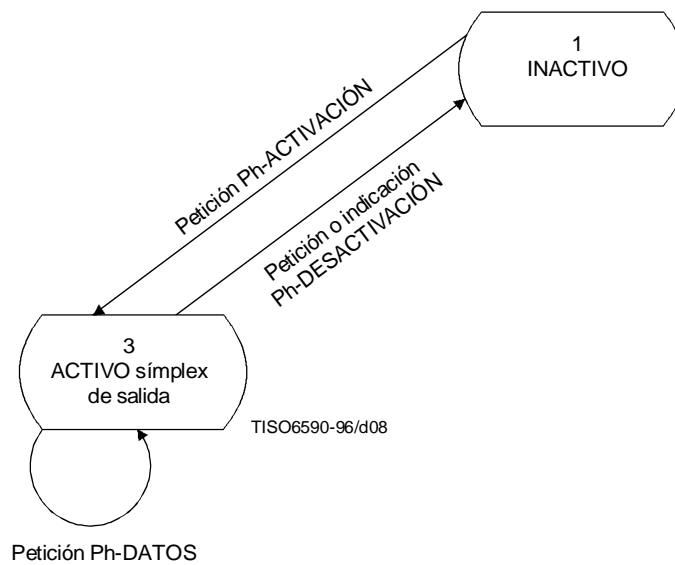 1
INACTIVO
Petición Ph-ACTIVACIÓN
Petición o indicación
Ph-DESACTIVACIÓN
3
ACTIVO símplex
de salida
TISO6590-96/d08
Petición Ph-DATOS